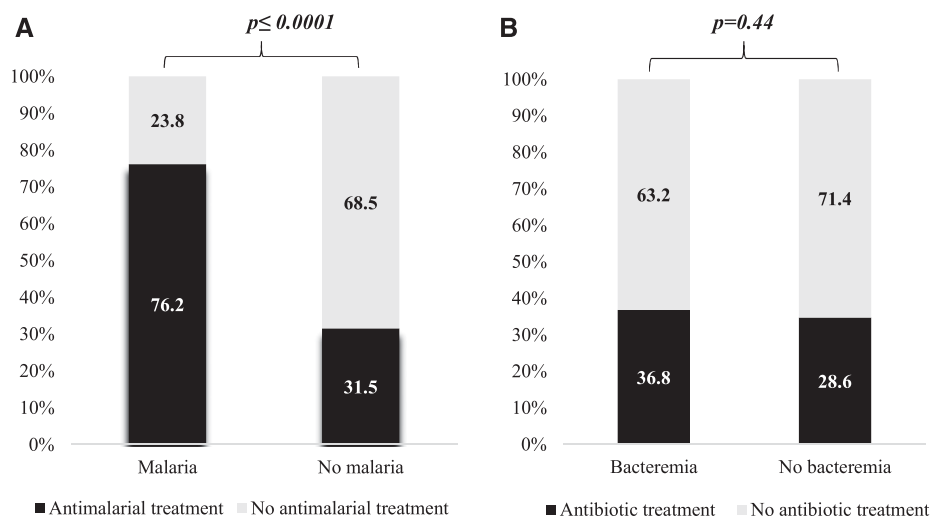 A
p≤ 0.0001
100%
90%
80%
70%
60%
50%
40%
30%
20%
10%
0%
23.8
76.2
68.5
31.5
Malaria
No malaria
Antimalarial treatment
No antimalarial treatment
B
p=0.44
100%
90%
80%
70%
60%
50%
40%
30%
20%
10%
0%
63.2
36.8
71.4
28.6
Bacteremia
No bacteremia
Antibiotic treatment
No antibiotic treatment